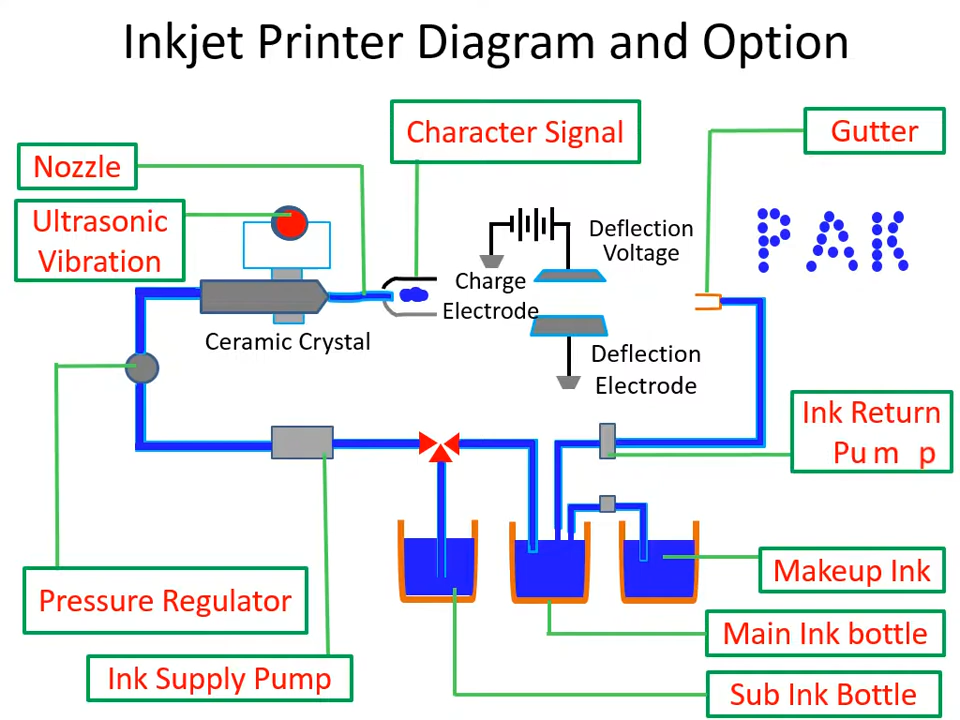 Inkjet Printer Diagram and Option
Character Signal
Gutter
Nozzle
Ultrasonic
Vibration
Deflection
Voltage
PAK
Charge
Electrode
Ceramic Crystal
Deflection
Electrode
Ink Return
Pu m p
Makeup Ink
Pressure Regulator
Main Ink bottle
Ink Supply Pump
Sub Ink Bottle